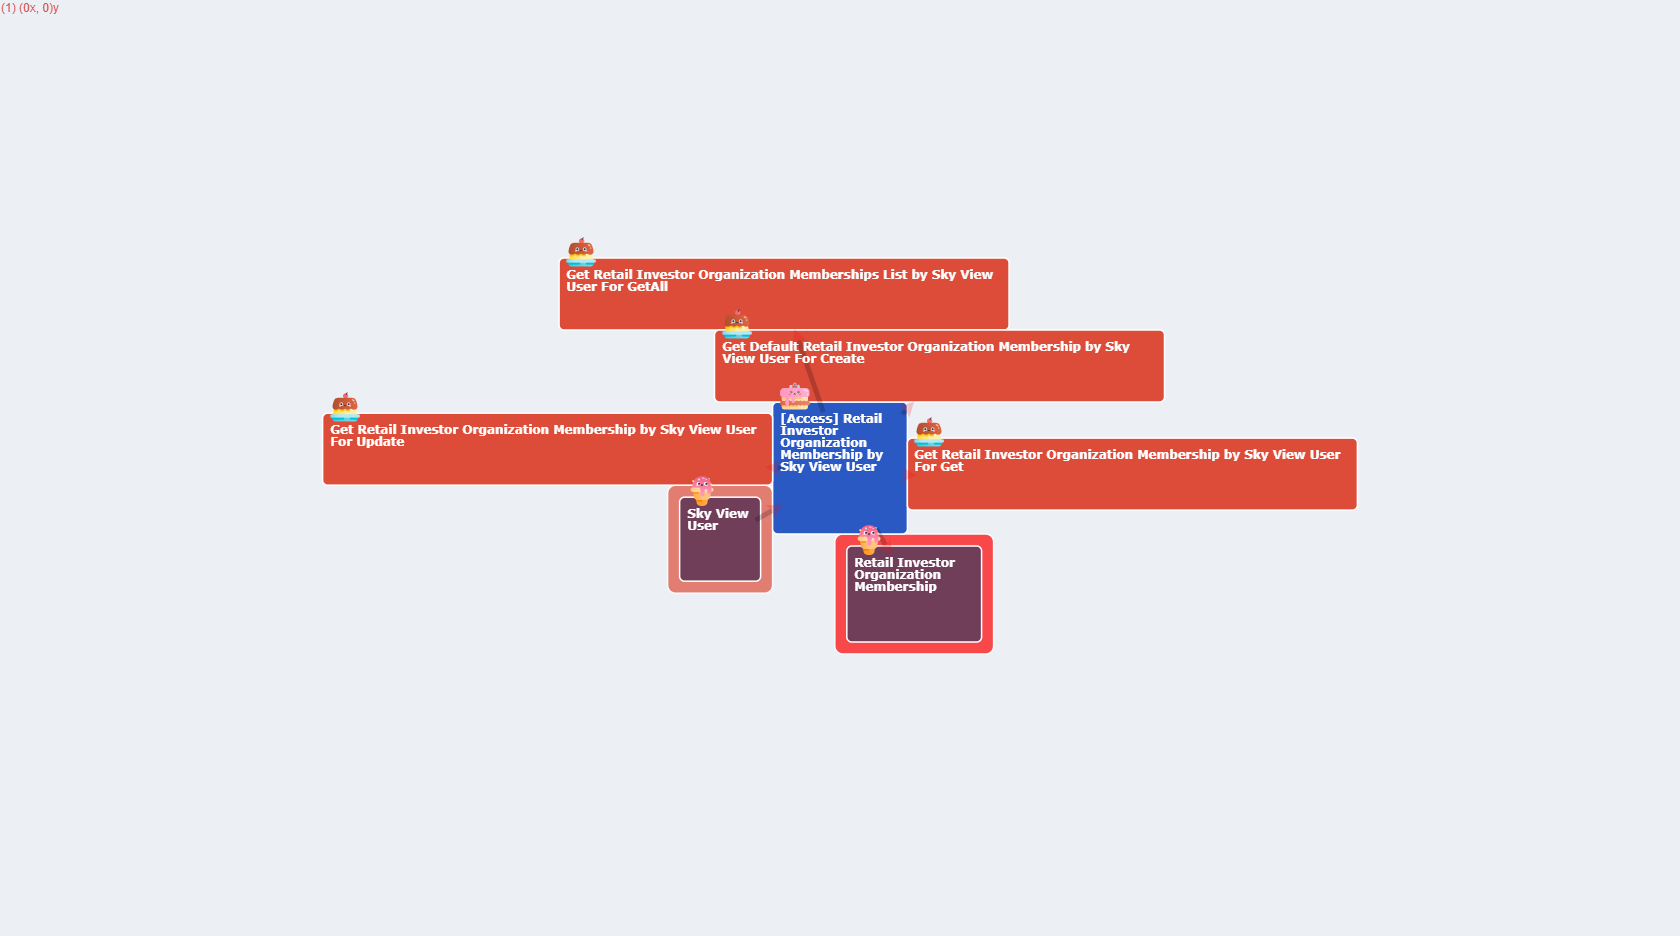 (1) (0x, 0)y
Get Retail Investor Organization Memberships List by Sky View
User For GetAll
Get Default Retail Investor Organization Membership by Sky
View User For Create
[Access] Retail
Investor
Organization
Membership by
Sky View User
Get Retail Investor Organization Membership by Sky View User
For Update
Get Retail Investor Organization Membership by Sky View User
For Get
Sky View
User
Retail Investor
Organization
Membership